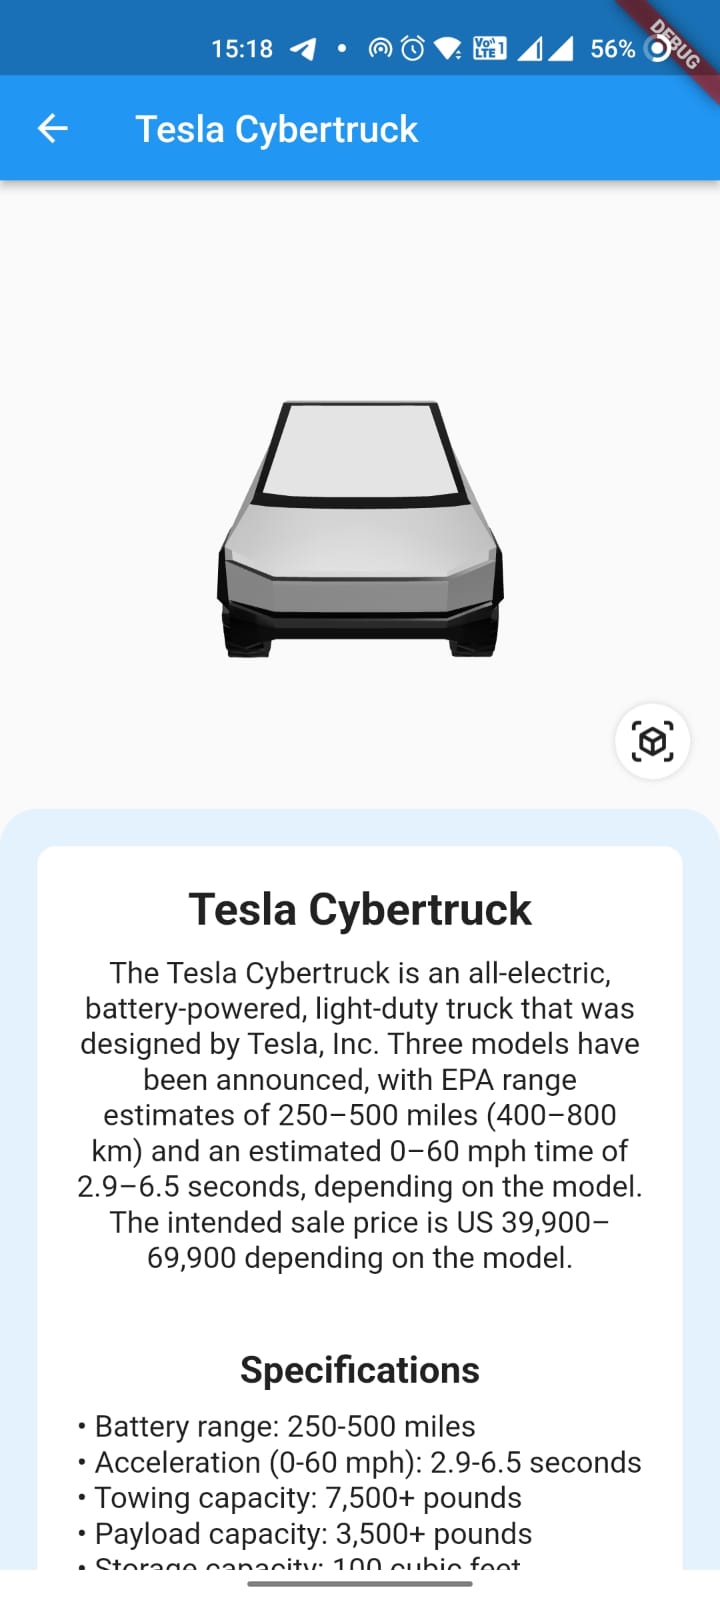 15:18 56%
DEBUG
Vo)) LTE 1
Tesla Cybertruck
Tesla Cybertruck
The Tesla Cybertruck is an all-electric,
battery-powered, light-duty truck that was
designed by Tesla, Inc. Three models have
been announced, with EPA range
estimates of 250–500 miles (400–800
km) and an estimated 0–60 mph time of
2.9–6.5 seconds, depending on the model.
The intended sale price is US 39,900–
69,900 depending on the model.
Specifications
• Battery range: 250-500 miles
• Acceleration (0-60 mph): 2.9-6.5 seconds
• Towing capacity: 7,500+ pounds
• Payload capacity: 3,500+ pounds
• Storage capacity: 100 cubic feet